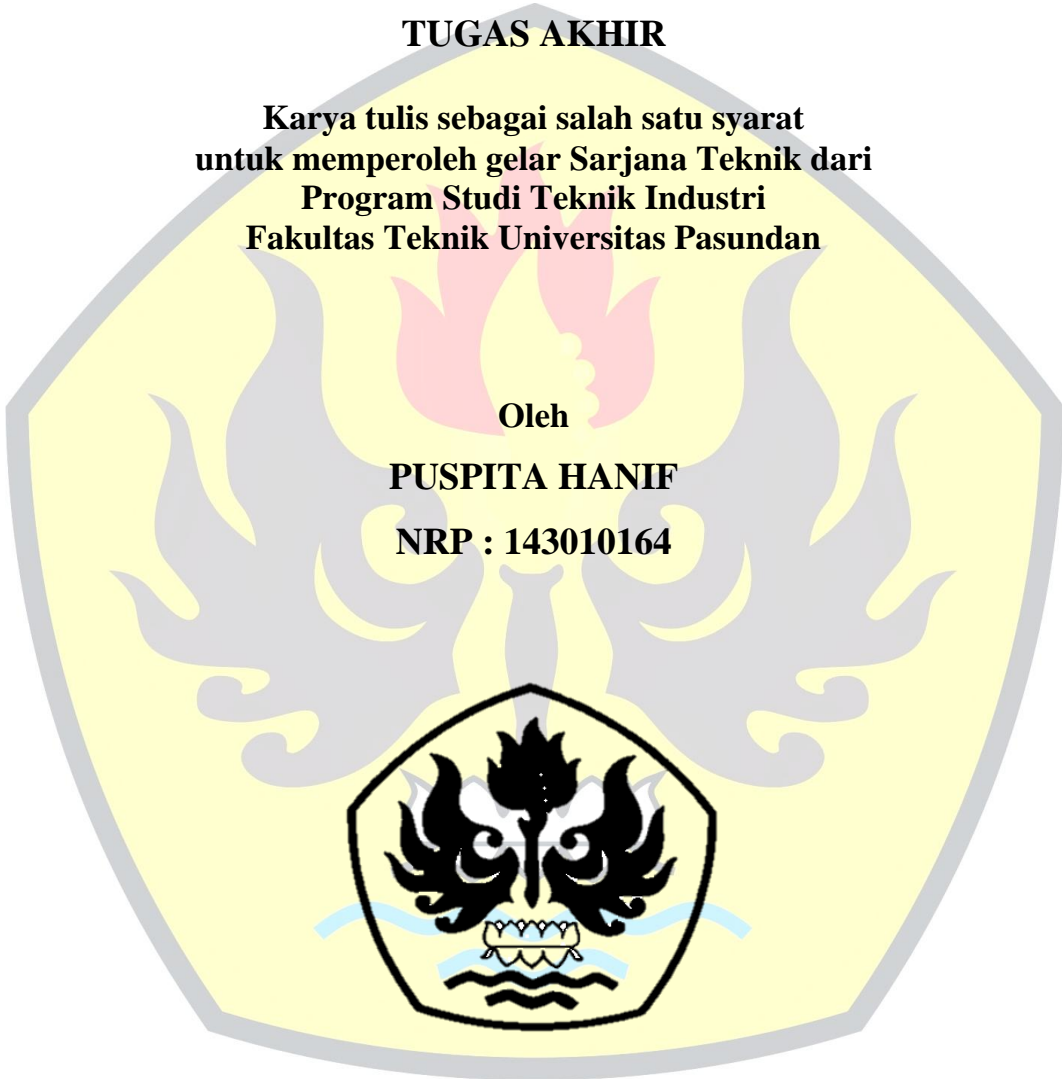 TUGAS AKHIR
Karya tulis sebagai salah satu syarat
untuk memperoleh gelar Sarjana Teknik dari
Program Studi Teknik Industri
Fakultas Teknik Universitas Pasundan
Oleh
PUSPITA HANIF
NRP : 143010164